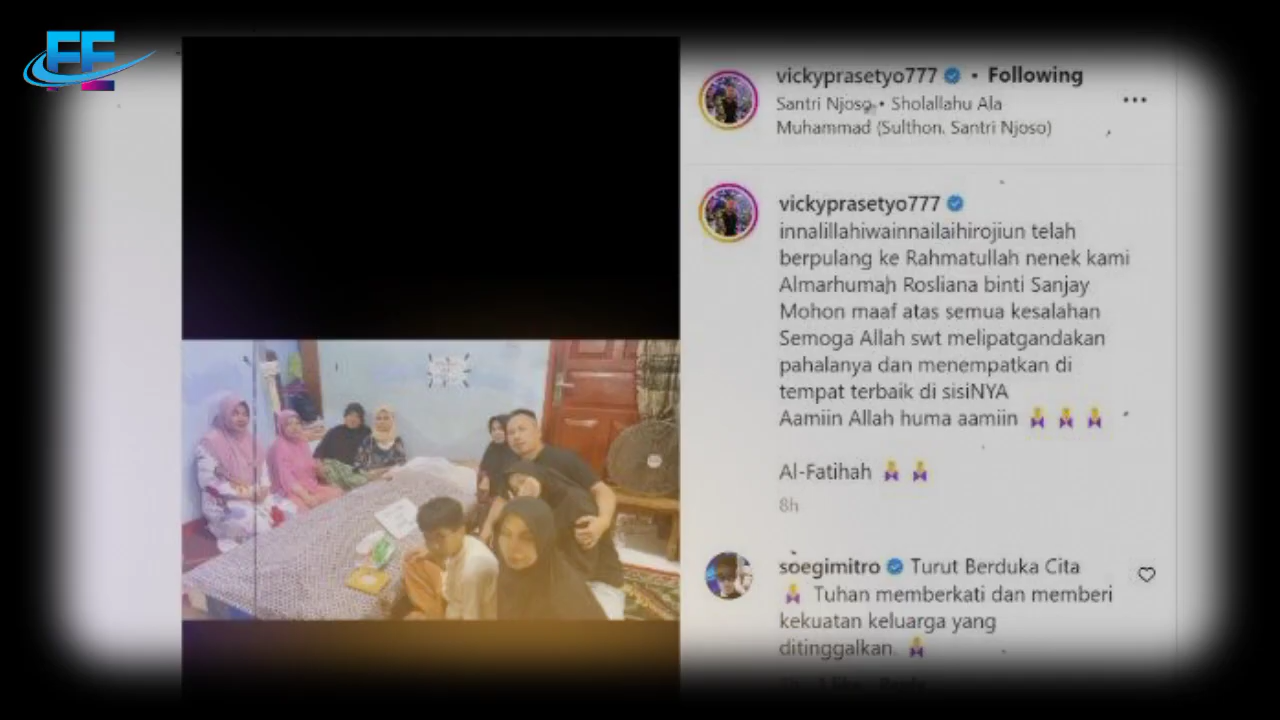 EF
vickyprasetyo777 • Following
Santri Njoso • Sholallahu Ala
Muhammad (Sulthon. Santri Njoso)
vickyprasetyo777
innalillahiwainnailaihirojiun telah
berpulang ke Rahmatullah nenek kami
Almarhumah Rosliana binti Sanjay
Mohon maaf atas semua kesalahan
Semoga Allah swt melipatgandakan
pahalanya dan menempatkan di
tempat terbaik di sisiNYA
Aamiin Allah huma aamiin
Al-Fatihah
8h
soegimitro Turut Berduka Cita
Tuhan memberkati dan memberi
kekuatan keluarga yang
ditinggalkan.